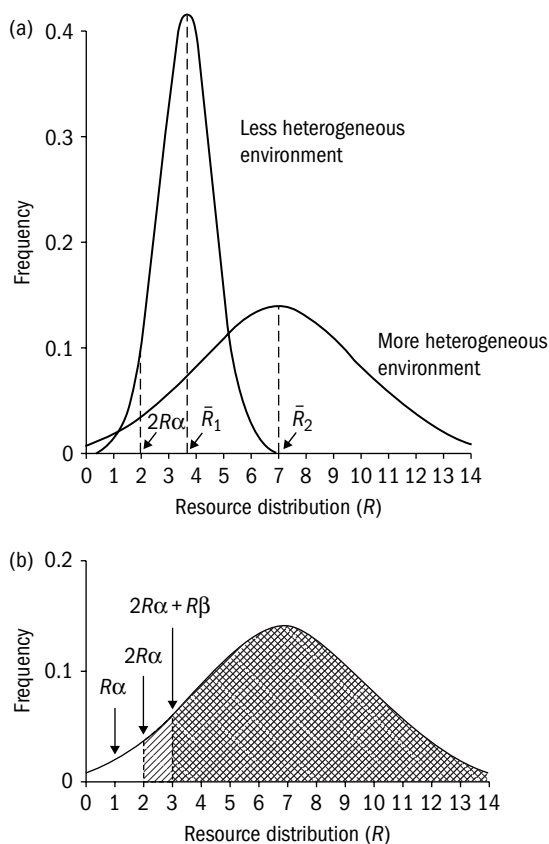 (a)
0.4
0.3
0.2
0.1
0
Frequency
Less heterogeneous
environment
More heterogeneous
environment
2Rα
R̄₁
R̄₂
0 1 2 3 4 5 6 7 8 9 10 11 12 13 14
Resource distribution (R)
(b)
0.2
0.1
0
Frequency
2Rα + Rβ
2Rα
Rα
0 1 2 3 4 5 6 7 8 9 10 11 12 13 14
Resource distribution (R)